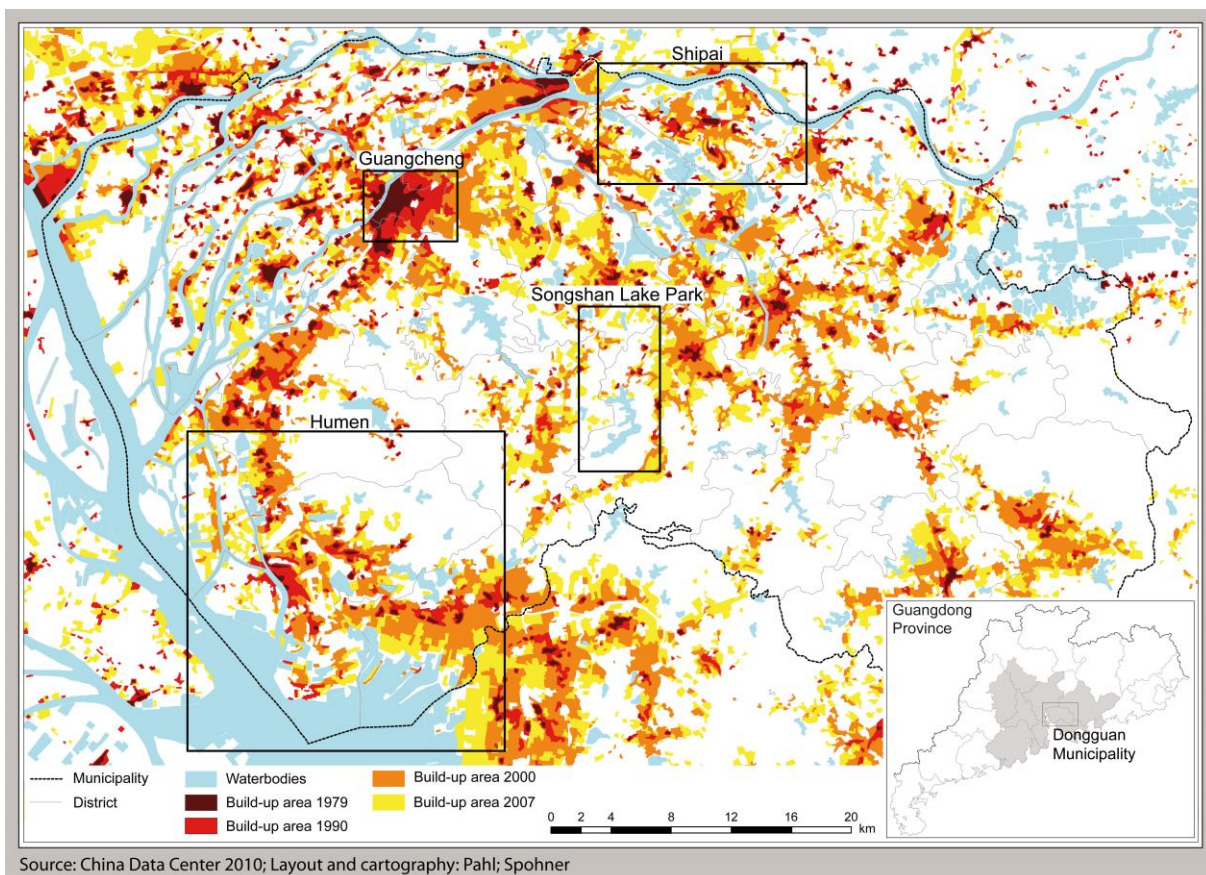 Shipai
Guangcheng
Songshan Lake Park
Humen
Guangdong
Province
Dongguan
Municipality
Municipality
District
Waterbodies
Build-up area 1979
Build-up area 1990
Build-up area 2000
Build-up area 2007
0 2 4 8 12 16 20
km
Source: China Data Center 2010; Layout and cartography: Pahl; Spohner